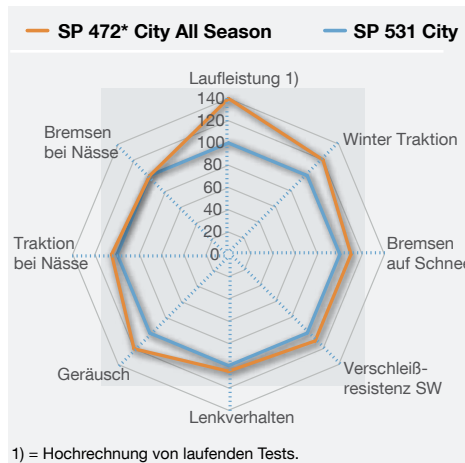 SP 472* City All Season
SP 531 City
Laufleistung 1)
140
120
100
80
60
40
20
0
Winter Traktion
Bremsen
auf Schnee
Verschleiß-
resistenz SW
Lenkverhalten
Geräusch
Traktion
bei Nässe
Bremsen
bei Nässe
1) = Hochrechnung von laufenden Tests.